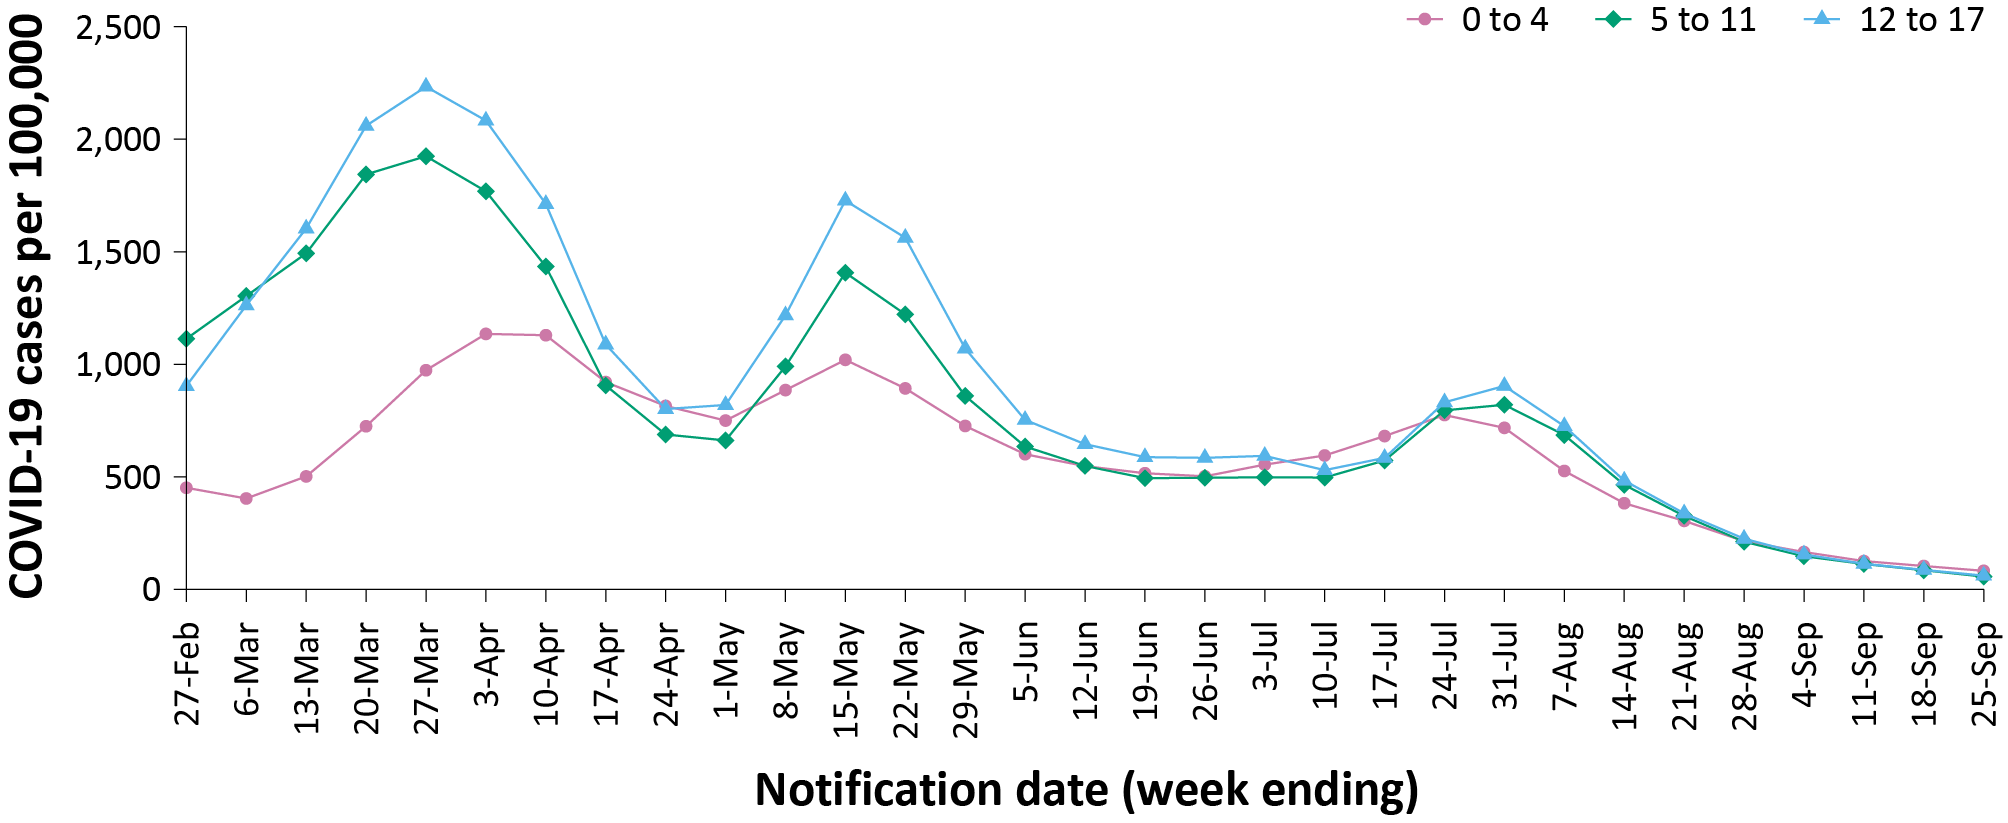 COVID-19 cases per 100,000
2,500
2,000
1,500
1,000
500
0
0 to 4
5 to 11
12 to 17
27-Feb
6-Mar
13-Mar
20-Mar
27-Mar
3-Apr
10-Apr
17-Apr
24-Apr
1-May
8-May
15-May
22-May
29-May
5-Jun
12-Jun
19-Jun
26-Jun
3-Jul
10-Jul
17-Jul
24-Jul
31-Jul
7-Aug
14-Aug
21-Aug
28-Aug
4-Sep
11-Sep
18-Sep
25-Sep
Notification date (week ending)